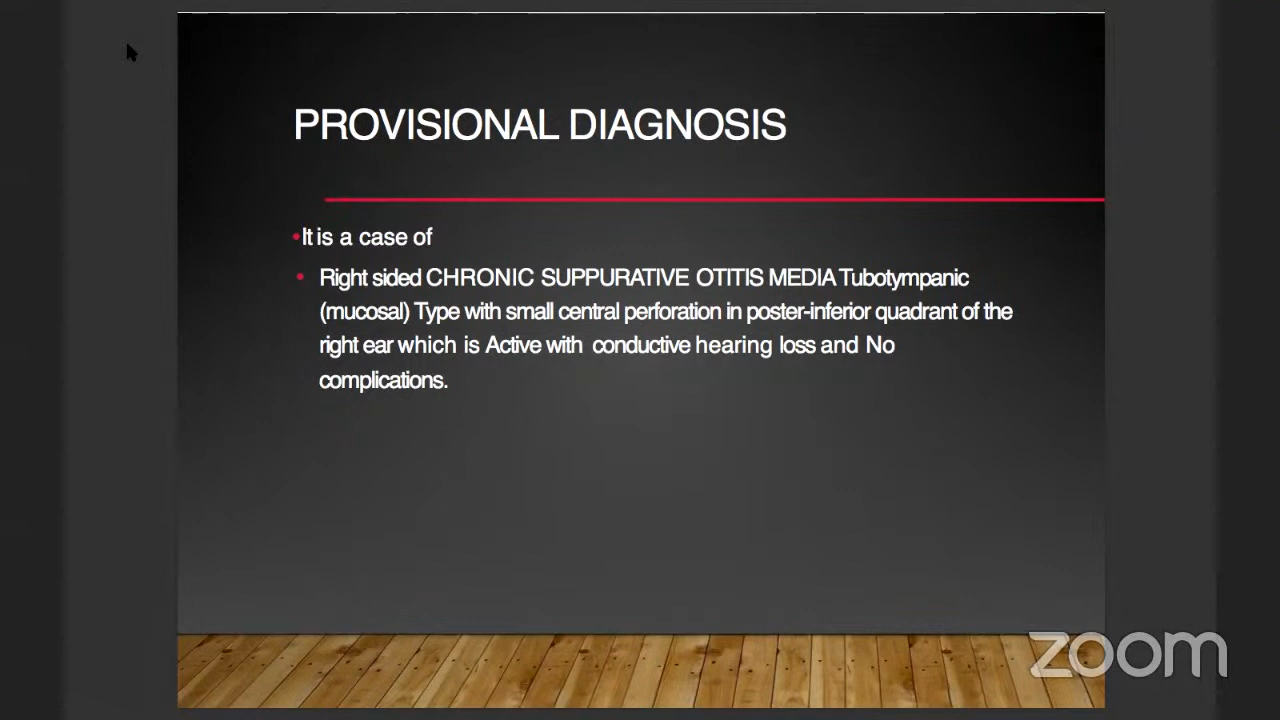 PROVISIONAL DIAGNOSIS
•It is a case of
• Right sided CHRONIC SUPPURATIVE OTITIS MEDIA Tubotympanic
(mucosal) Type with small central perforation in poster-inferior quadrant of the
right ear which is Active with conductive hearing loss and No
complications.
zoom